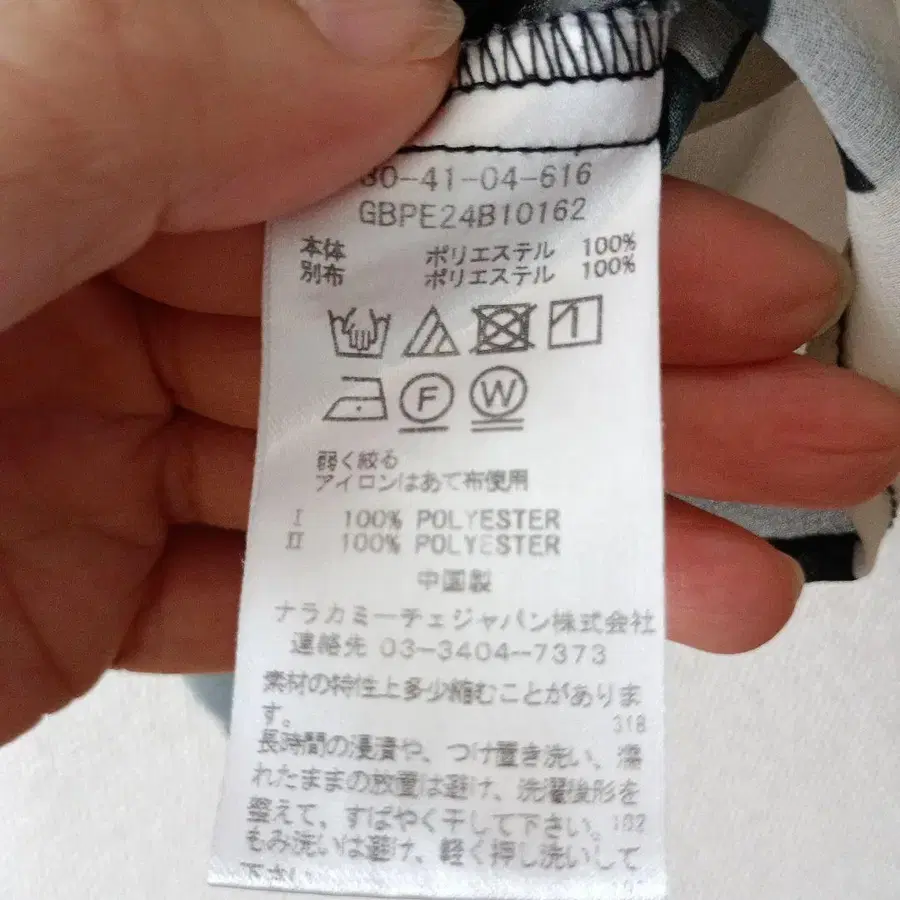 80-41-04-616
GBPE24B10162
本体 ポリエステル 100%
別布 ポリエステル 100%
F W
弱く絞る
アイロンはあて布使用
I 100% POLYESTER
II 100% POLYESTER
中国製
ナラカミーチェジャパン株式会社
連絡先 03-3404-7373
素材の特性上多少縮むことがありま
す。 318
長時間の浸漬や、つけ置き洗い、濡
れたままの放置は避け、洗濯後形を
整えて、すばやく干して下さい。102
もみ洗いは避け、軽く押し洗いして
下さい